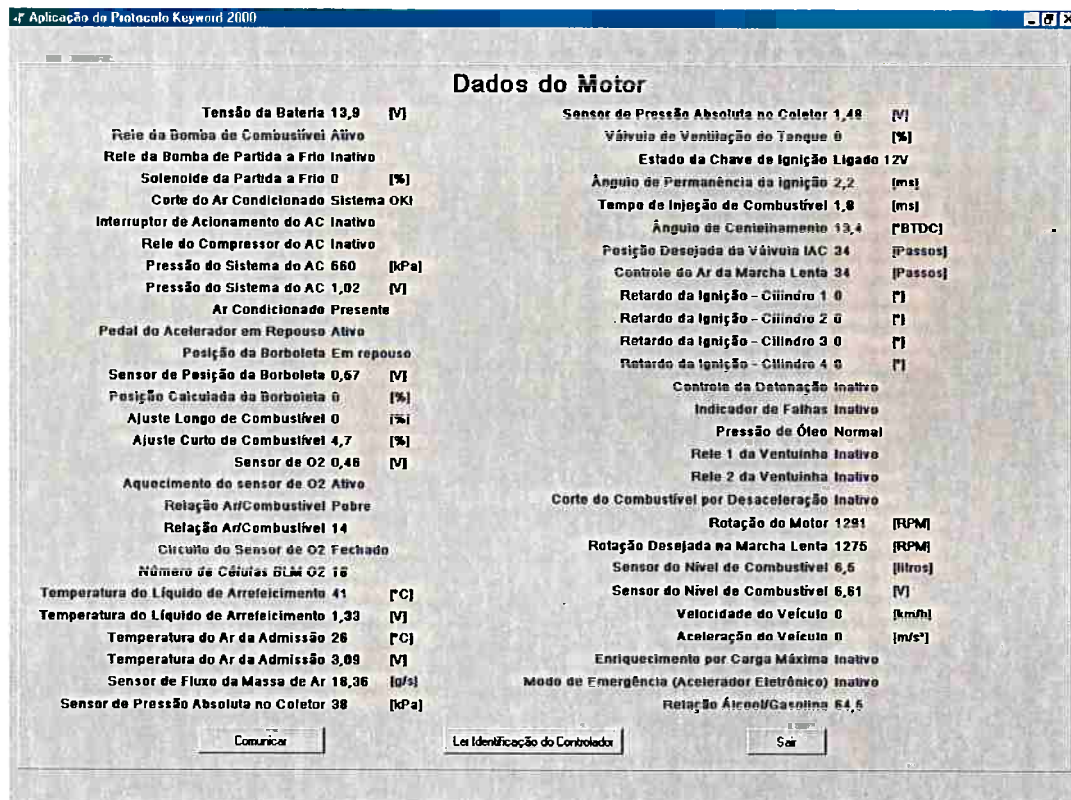 Aplicação do Protocolo Keyword 2000
Dados do Motor
Tensão da Bateria 13,9 [V]
Rele da Bomba de Combustível Ativo
Rele da Bomba de Partida a Frio Inativo
Solenoide da Partida a Frio 0 [%]
Corte do Ar Condicionado Sistema OK!
Interruptor de Acionamento do AC Inativo
Rele do Compressor do AC Inativo
Pressão do Sistema do AC 660 [kPa]
Pressão do Sistema do AC 1,02 [V]
Ar Condicionado Presente
Pedal do Acelerador em Repouso Ativo
Posição da Borboleta Em repouso
Sensor de Posição da Borboleta 0,67 [V]
Posição Calculada da Borboleta 0 [%]
Ajuste Longo de Combustível 0 [%]
Ajuste Curto de Combustível 4,7 [%]
Sensor de O2 0,46 [V]
Aquecimento do sensor de O2 Ativo
Relação Ar/Combustível Pobre
Relação Ar/Combustível 14
Circuito do Sensor de O2 Fechado
Número de Células BLM O2 16
Temperatura do Líquido de Arrefeicimento 41 [°C]
Temperatura do Líquido de Arrefeicimento 1,33 [V]
Temperatura do Ar da Admissão 26 [°C]
Temperatura do Ar da Admissão 3,09 [V]
Sensor de Fluxo da Massa de Ar 18,36 [g/s]
Sensor de Pressão Absoluta no Coletor 38 [kPa]
Sensor de Pressão Absoluta no Coletor 1,48 [V]
Válvula de Ventilação do Tanque 0 [%]
Estado da Chave de Ignição Ligado 12V
Ângulo de Permanência da ignição 2,2 [ms]
Tempo de Injeção de Combustível 1,8 [ms]
Ângulo de Centelhamento 13,4 [°BTDC]
Posição Desejada da Válvula IAC 34 [Passos]
Controle do Ar da Marcha Lenta 34 [Passos]
Retardo da Ignição - Cilindro 1 0 [°]
Retardo da Ignição - Cilindro 2 0 [°]
Retardo da Ignição - Cilindro 3 0 [°]
Retardo da Ignição - Cilindro 4 0 [°]
Controle da Detonação Inativo
Indicador de Falhas Inativo
Pressão de Óleo Normal
Rele 1 da Ventuinha Inativo
Rele 2 da Ventuinha Inativo
Corte do Combustível por Desaceleração Inativo
Rotação do Motor 1291 [RPM]
Rotação Desejada na Marcha Lenta 1275 [RPM]
Sensor do Nível de Combustível 6,5 [litros]
Sensor do Nível de Combustível 6,61 [V]
Velocidade do Veículo 0 [km/h]
Aceleração do Veículo 0 [m/s²]
Enriquecimento por Carga Máxima Inativo
Modo de Emergência (Acelerador Eletrônico) Inativo
Relação Álcool/Gasolina 64,5
Comunicar
Ler Identificação do Controlador
Sair